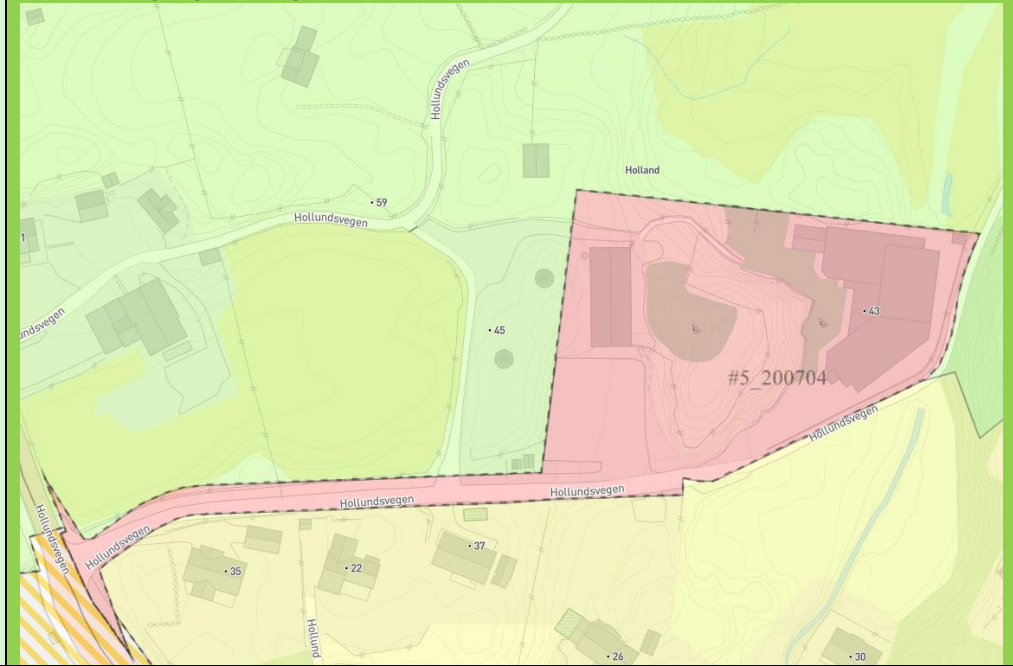 Hollundsvegen
Holland
• 59
Hollundsvegen
1
• 43
undsvegen
• 45
#5_200704
Hollundsvegen
Hollundsvegen
Hollundsvegen
Hollundsvegen
Hollundsvegen
• 37
• 35
• 22
Hollund
• 26
• 30